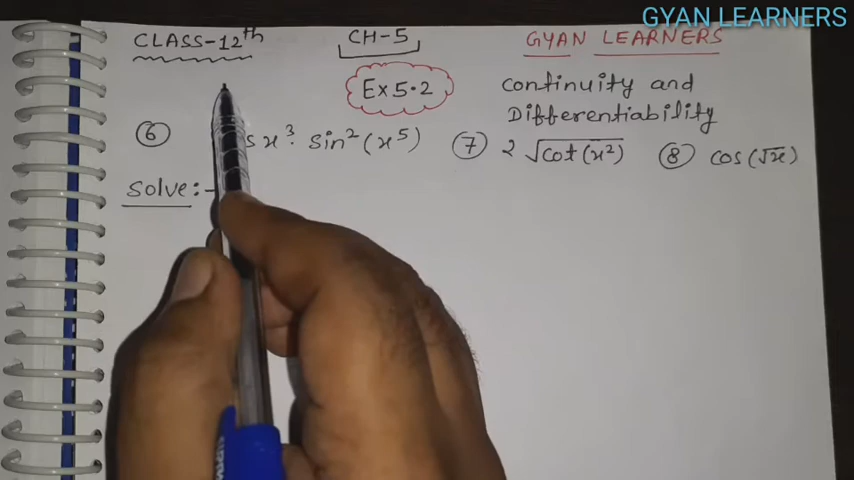 GYAN LEARNERS
CLASS-12th CH-5 GYAN LEARNERS
Ex 5.2 Continuity and
Differentiability
⑥ s x³. sin²(x⁵) ⑦ 2 √cot(x²) ⑧ cos(√x)
Solve:-